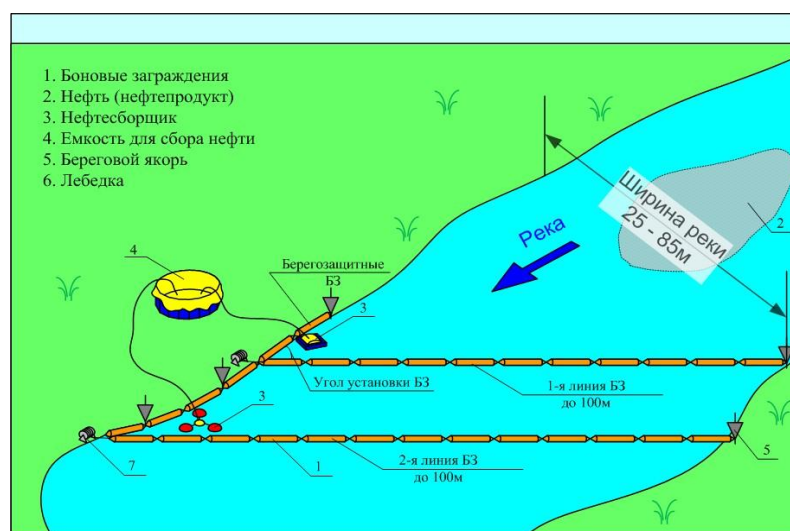 1. Боновые заграждения
2. Нефть (нефтепродукт)
3. Нефтесборщик
4. Емкость для сбора нефти
5. Береговой якорь
6. Лебедка
Ширина реки
25 - 85м
2
Река
4
Берегозащитные
БЗ
3
Угол установки БЗ
1-я линия БЗ
до 100м
3
7
1
2-я линия БЗ
до 100м
5